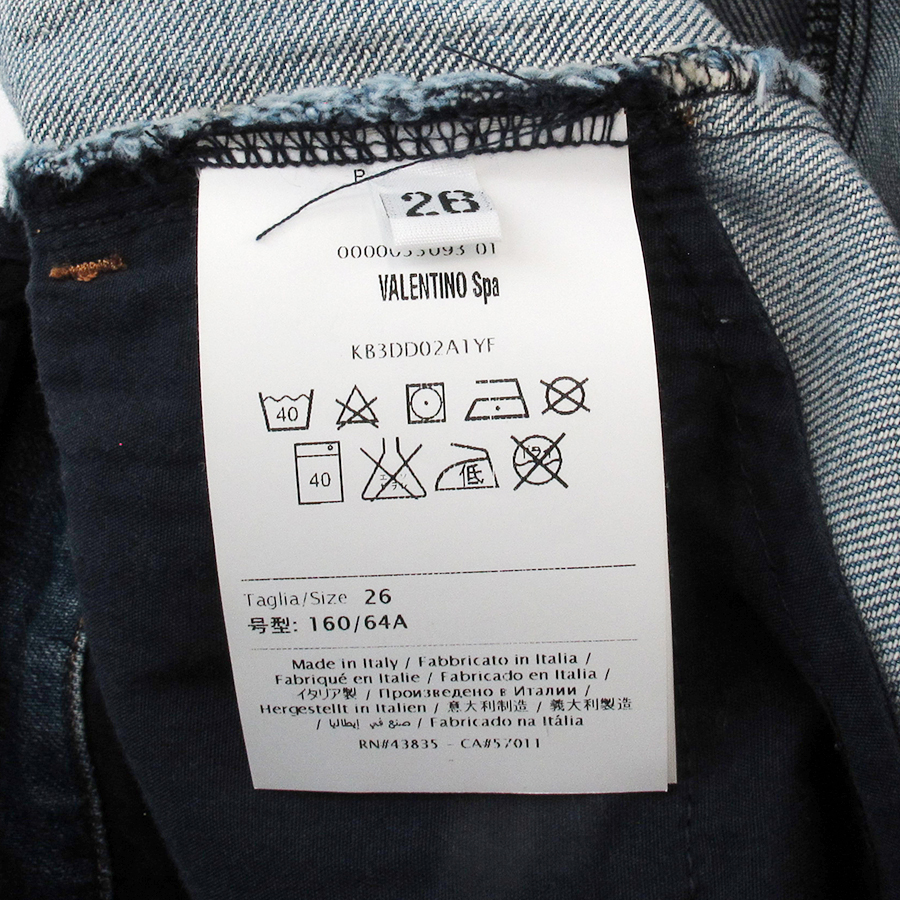 P
26
0000055093 01
VALENTINO Spa
KB3DD02A1YF
40
40
低
Taglia/Size 26
号型: 160/64A
Made in Italy / Fabbricato in Italia /
Fabriqué en Italie / Fabricado en Italia /
イタリア製 / Произведено в Италии /
Hergestellt in Italien / 意大利制造 / 義大利製造
/ صنع في إيطاليا / Fabricado na Itália
RN#43835 - CA#57011